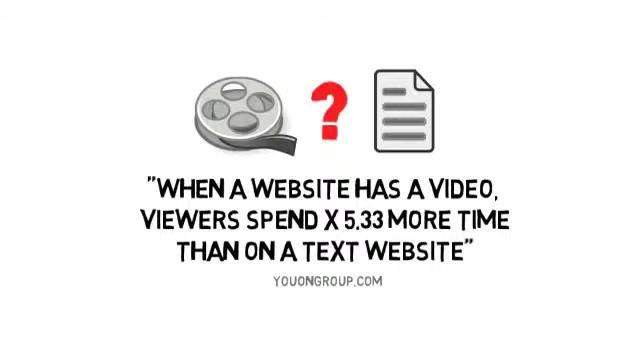 ?
"WHEN A WEBSITE HAS A VIDEO,
VIEWERS SPEND X 5.33 MORE TIME
THAN ON A TEXT WEBSITE"
YOUONGROUP.COM